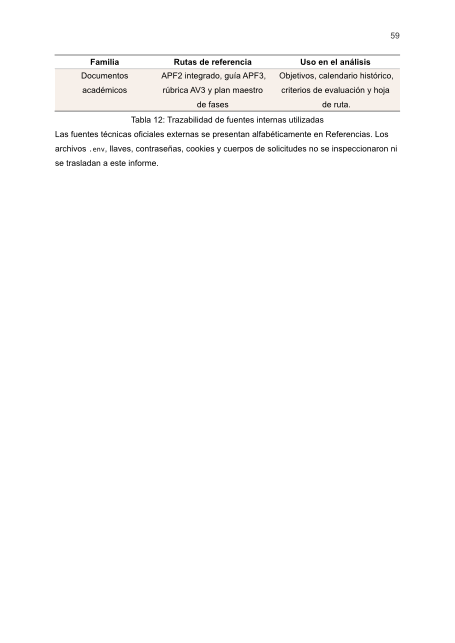 59
Familia Rutas de referencia Uso en el análisis
Documentos APF2 integrado, guía APF3, Objetivos, calendario histórico,
académicos rúbrica AV3 y plan maestro criterios de evaluación y hoja
de fases de ruta.
Tabla 12: Trazabilidad de fuentes internas utilizadas
Las fuentes técnicas oficiales externas se presentan alfabéticamente en Referencias. Los
archivos .env, llaves, contraseñas, cookies y cuerpos de solicitudes no se inspeccionaron ni
se trasladan a este informe.